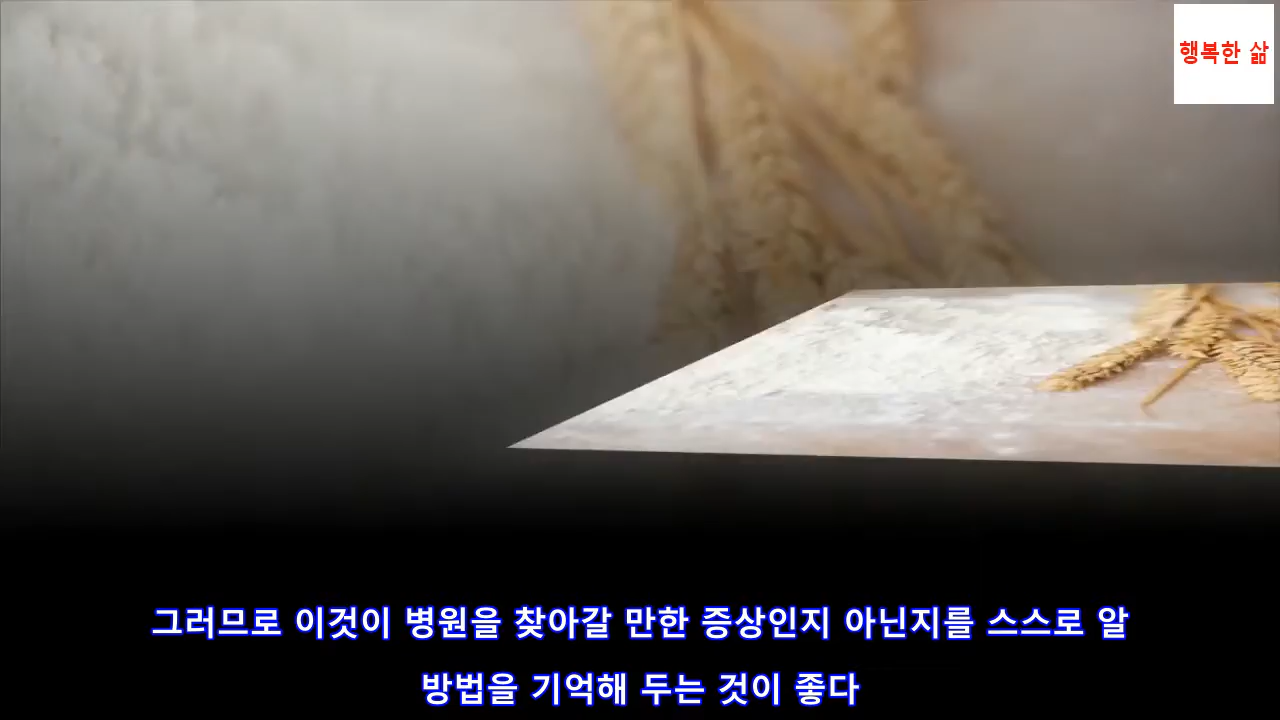 행복한 삶
그러므로 이것이 병원을 찾아갈 만한 증상인지 아닌지를 스스로 알
방법을 기억해 두는 것이 좋다